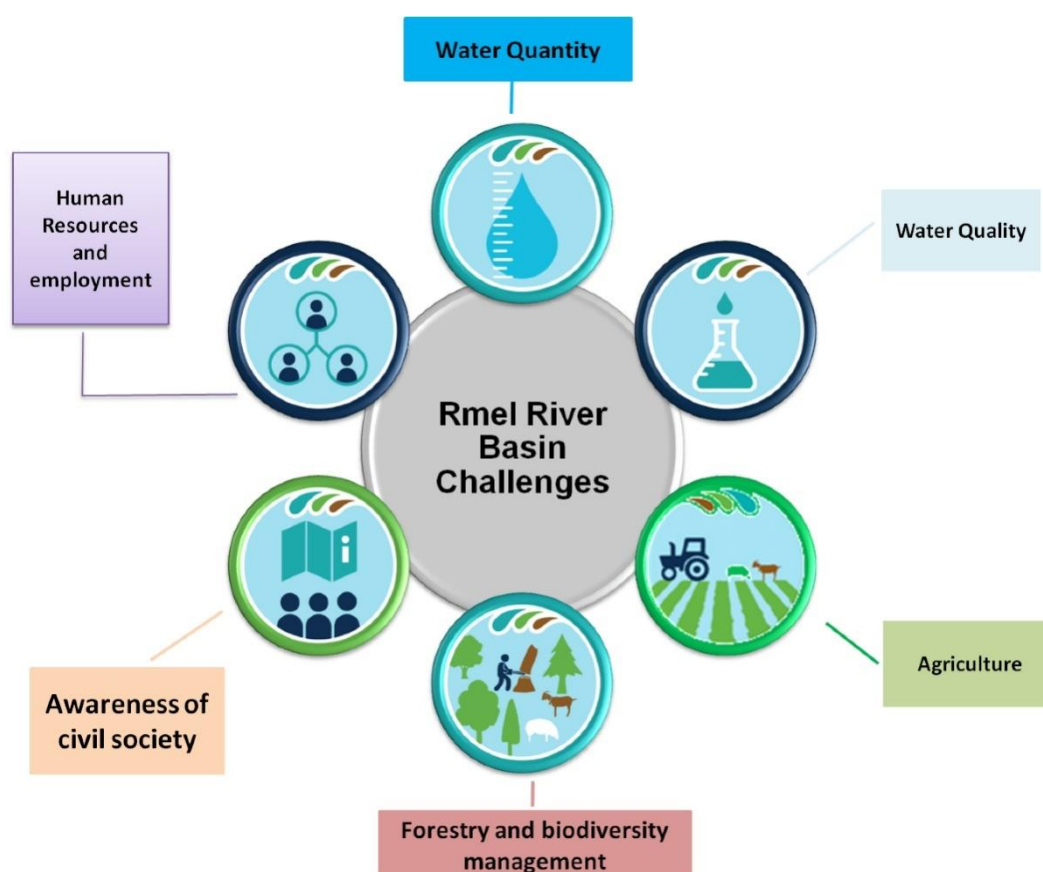 Water Quantity
Human
Resources
and
employment
Water Quality
Rmel River
Basin
Challenges
Agriculture
Awareness of
civil society
Forestry and biodiversity
management